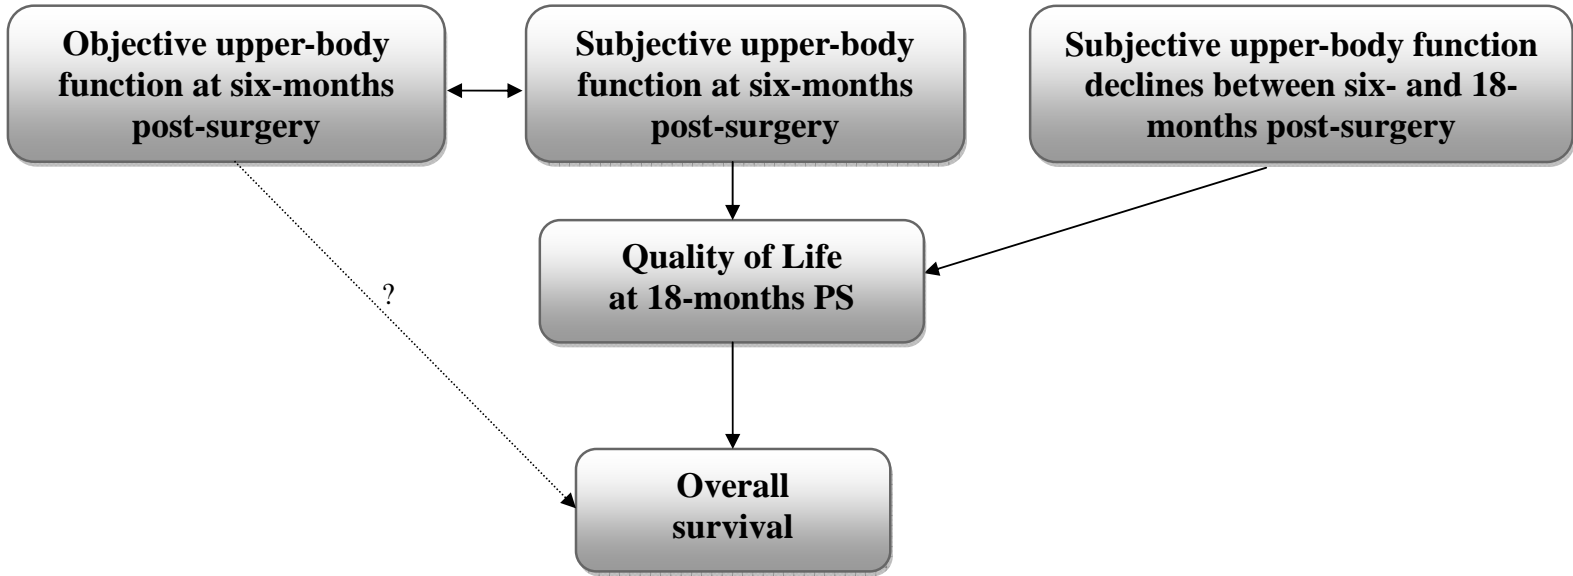 Objective upper-body
function at six-months
post-surgery
Subjective upper-body
function at six-months
post-surgery
Subjective upper-body function
declines between six- and 18-
months post-surgery
Quality of Life
at 18-months PS
?
Overall
survival